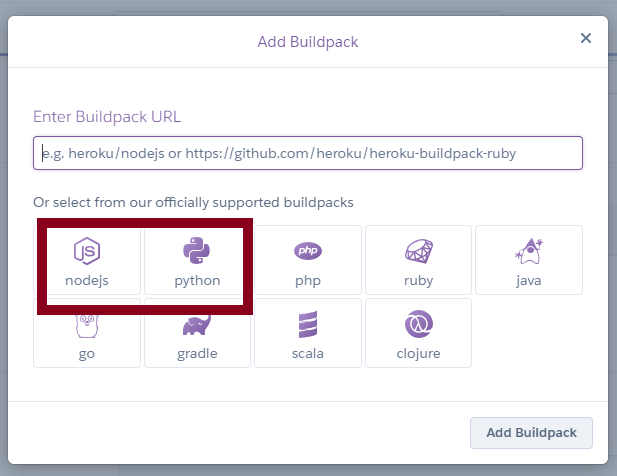 Add Buildpack
×
Enter Buildpack URL
e.g. heroku/nodejs or https://github.com/heroku/heroku-buildpack-ruby
Or select from our officially supported buildpacks
JS php
nodejs python php ruby java
go gradle scala clojure
Add Buildpack